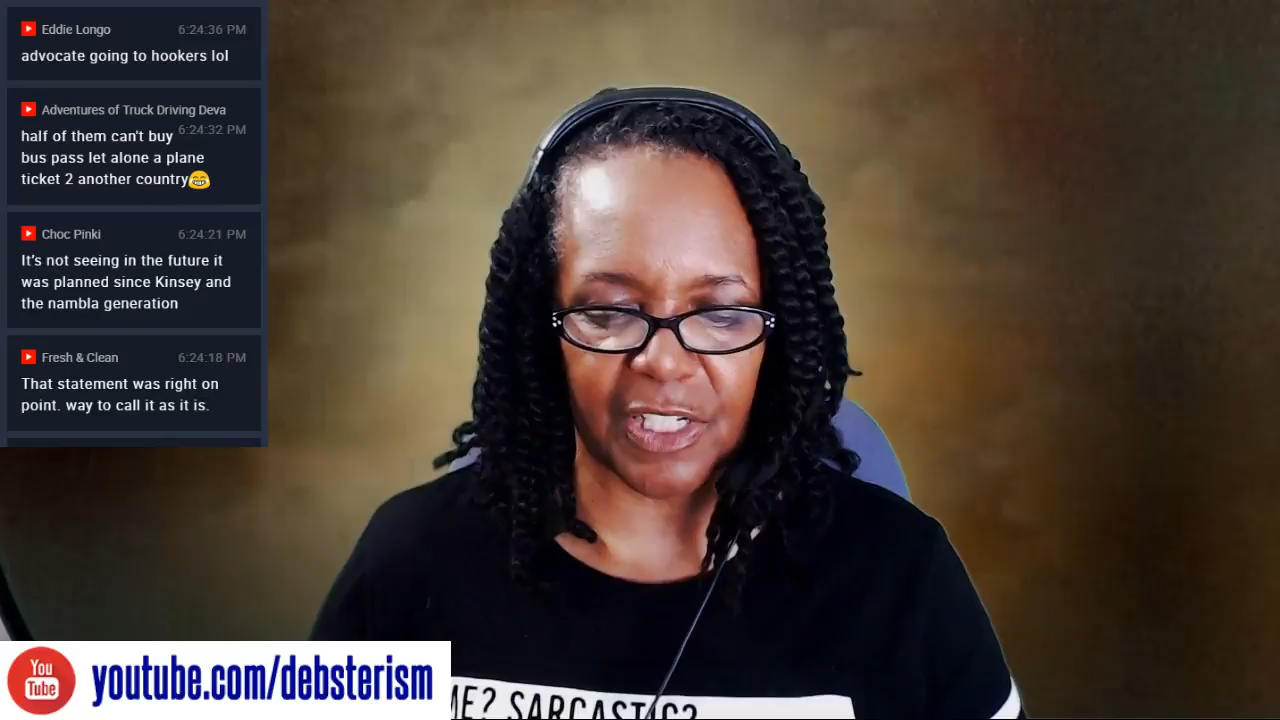 Eddie Longo 6:24:36 PM
advocate going to hookers lol
Adventures of Truck Driving Deva
half of them can't buy 6:24:32 PM
bus pass let alone a plane
ticket 2 another country😁
Choc Pinki 6:24:21 PM
It's not seeing in the future it
was planned since Kinsey and
the nambla generation
Fresh & Clean 6:24:18 PM
That statement was right on
point. way to call it as it is.
You
Tube
youtube.com/debsterism
ME? SARCASTIC?